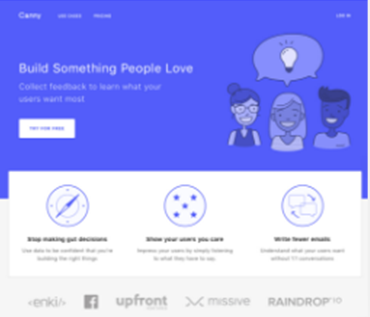 Canny USE CASES PRICING LOG IN
Build Something People Love
Collect feedback to learn what your
users want most
TRY FOR FREE
Stop making gut decisions
Use data to be confident that you're
building the right things
Show your users you care
Improve your users by simply listening
to what they have to say.
Write fewer emails
Understand what your users want
without 1:1 conversations.
<enki/>
upfront
missive
RAINDROP.IO